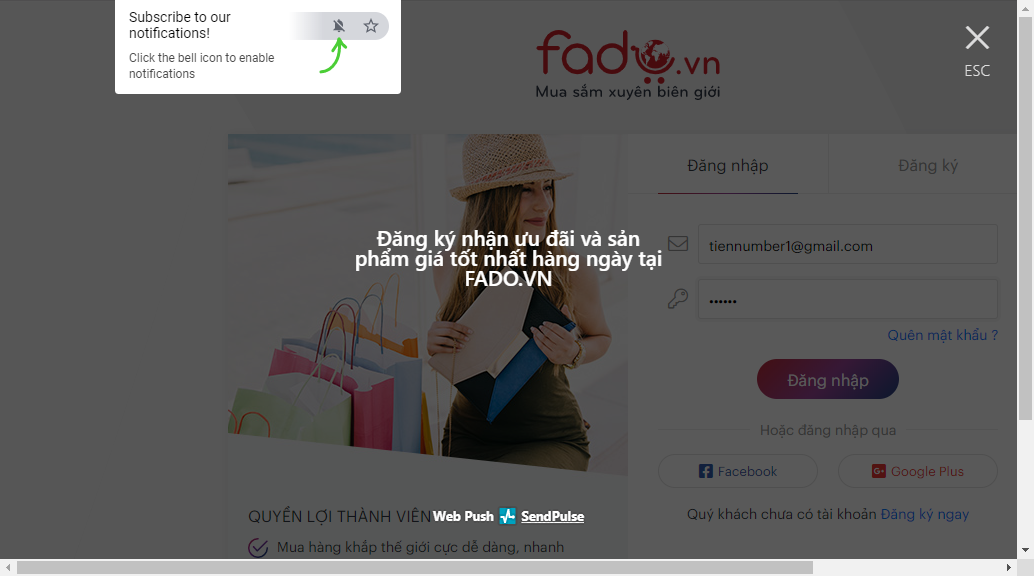 Subscribe to our
notifications!
Click the bell icon to enable
notifications
fado.vn
Mua sắm xuyên biên giới
ESC
Đăng nhập
Đăng ký
Đăng ký nhận ưu đãi và sản
phẩm giá tốt nhất hàng ngày tại
FADO.VN
tiennumber1@gmail.com
••••••
Quên mật khẩu ?
Đăng nhập
Hoặc đăng nhập qua
Facebook
G+ Google Plus
Quý khách chưa có tài khoản Đăng ký ngay
QUYỀN LỢI THÀNH VIÊN
Web Push SendPulse
Mua hàng khắp thế giới cực dễ dàng, nhanh